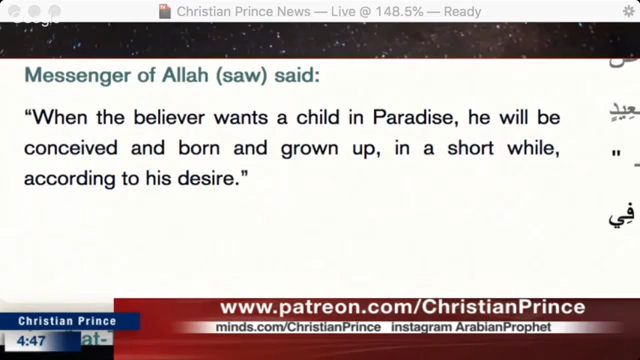 Christian Prince News — Live @ 148.5% — Ready
Messenger of Allah (saw) said:
“When the believer wants a child in Paradise, he will be
conceived and born and grown up, in a short while,
according to his desire.”
"
فِي
www.patreon.com/ChristianPrince
Christian Prince
minds.com/ChristianPrince instagram ArabianProphet
4:47